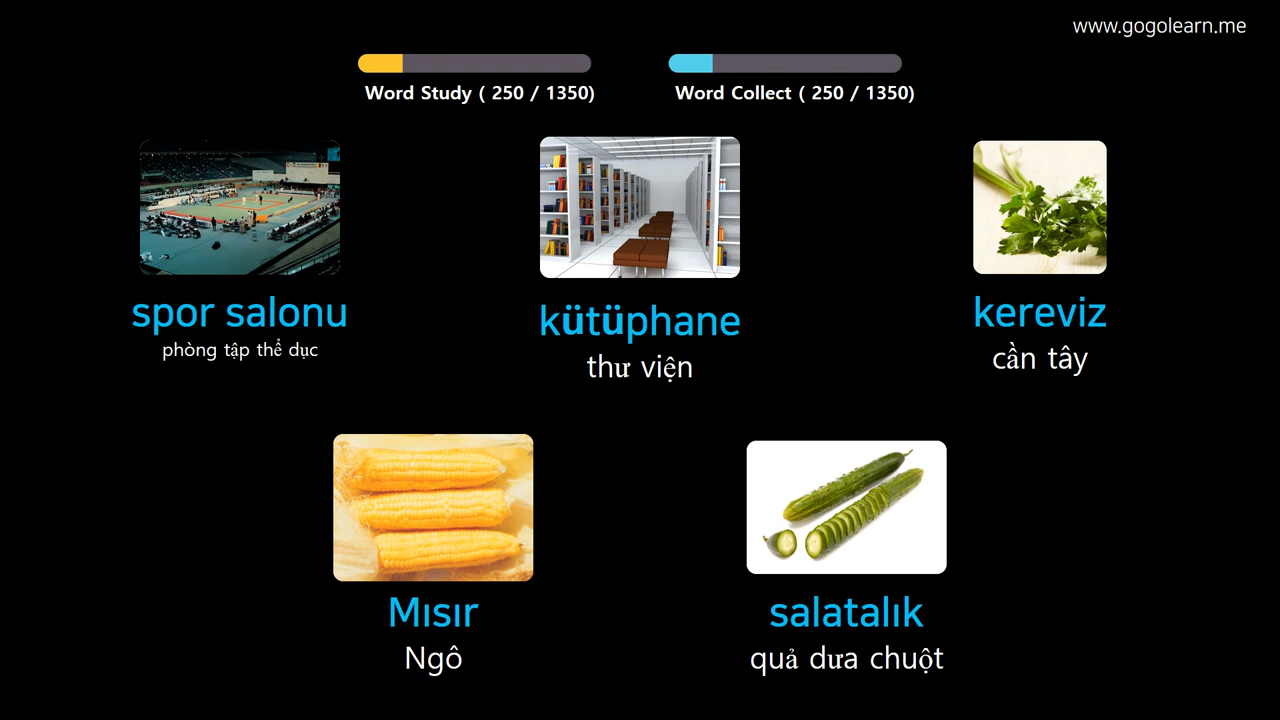 www.gogolearn.me
Word Study ( 250 / 1350)
Word Collect ( 250 / 1350)
spor salonu
phòng tập thể dục
kütüphane
thư viện
kereviz
cần tây
Mısır
Ngô
salatalık
quả dưa chuột